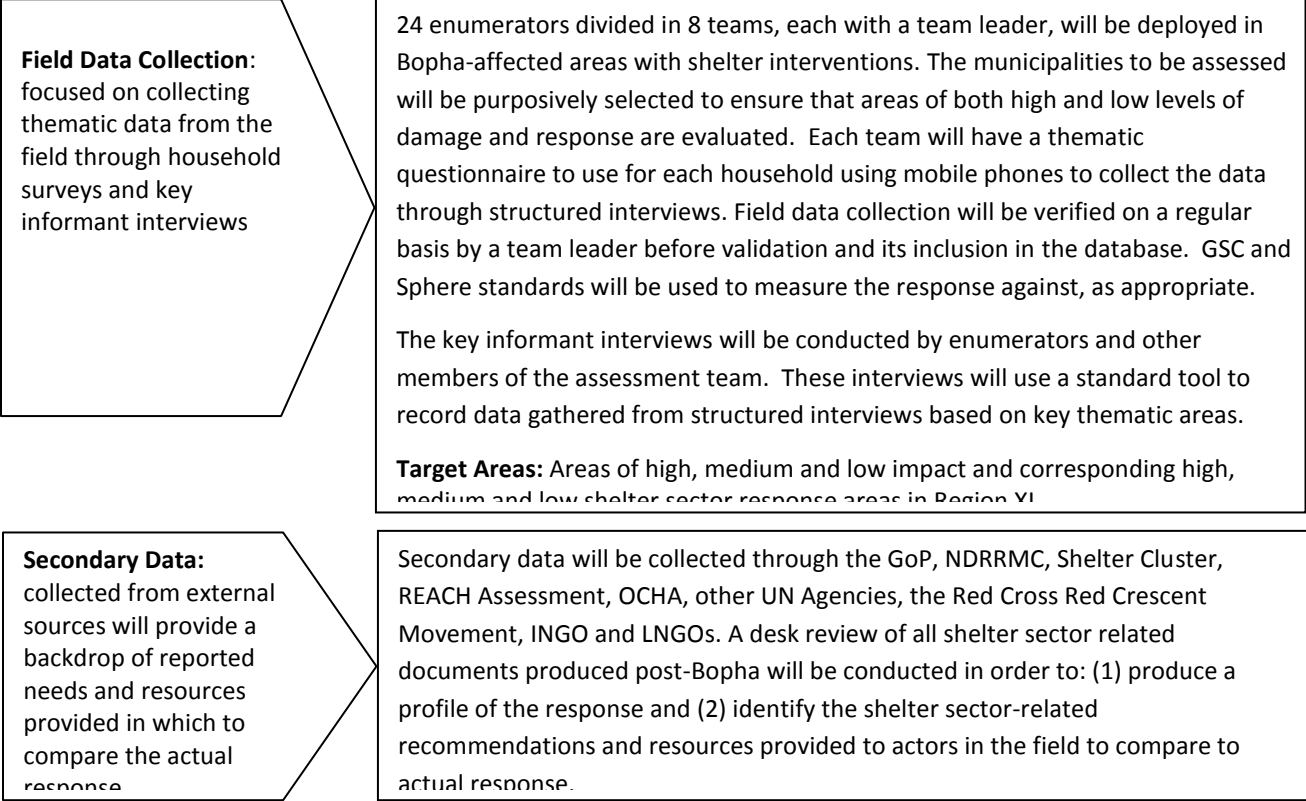 Field Data Collection:
focused on collecting
thematic data from the
field through household
surveys and key
informant interviews
24 enumerators divided in 8 teams, each with a team leader, will be deployed in
Bopha-affected areas with shelter interventions. The municipalities to be assessed
will be purposively selected to ensure that areas of both high and low levels of
damage and response are evaluated.  Each team will have a thematic
questionnaire to use for each household using mobile phones to collect the data
through structured interviews. Field data collection will be verified on a regular
basis by a team leader before validation and its inclusion in the database.  GSC and
Sphere standards will be used to measure the response against, as appropriate.
The key informant interviews will be conducted by enumerators and other
members of the assessment team.  These interviews will use a standard tool to
record data gathered from structured interviews based on key thematic areas.
Target Areas: Areas of high, medium and low impact and corresponding high,
medium and low shelter sector response areas in Region XI
Secondary Data:
collected from external
sources will provide a
backdrop of reported
needs and resources
provided in which to
compare the actual
response
Secondary data will be collected through the GoP, NDRRMC, Shelter Cluster,
REACH Assessment, OCHA, other UN Agencies, the Red Cross Red Crescent
Movement, INGO and LNGOs. A desk review of all shelter sector related
documents produced post-Bopha will be conducted in order to: (1) produce a
profile of the response and (2) identify the shelter sector-related
recommendations and resources provided to actors in the field to compare to
actual response.